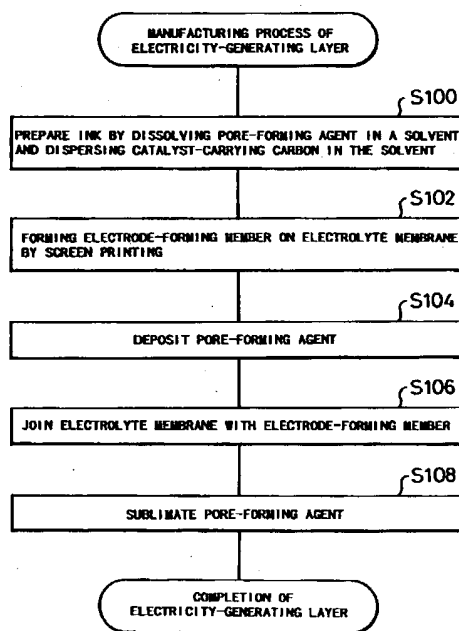 MANUFACTURING PROCESS OF
ELECTRICITY-GENERATING LAYER
S100
PREPARE INK BY DISSOLVING PORE-FORMING AGENT IN A SOLVENT
AND DISPERSING CATALYST-CARRYING CARBON IN THE SOLVENT
S102
FORMING ELECTRODE-FORMING MEMBER ON ELECTROLYTE MEMBRANE
BY SCREEN PRINTING
S104
DEPOSIT PORE-FORMING AGENT
S106
JOIN ELECTROLYTE MEMBRANE WITH ELECTRODE-FORMING MEMBER
S108
SUBLIMATE PORE-FORMING AGENT
COMPLETION OF
ELECTRICITY-GENERATING LAYER